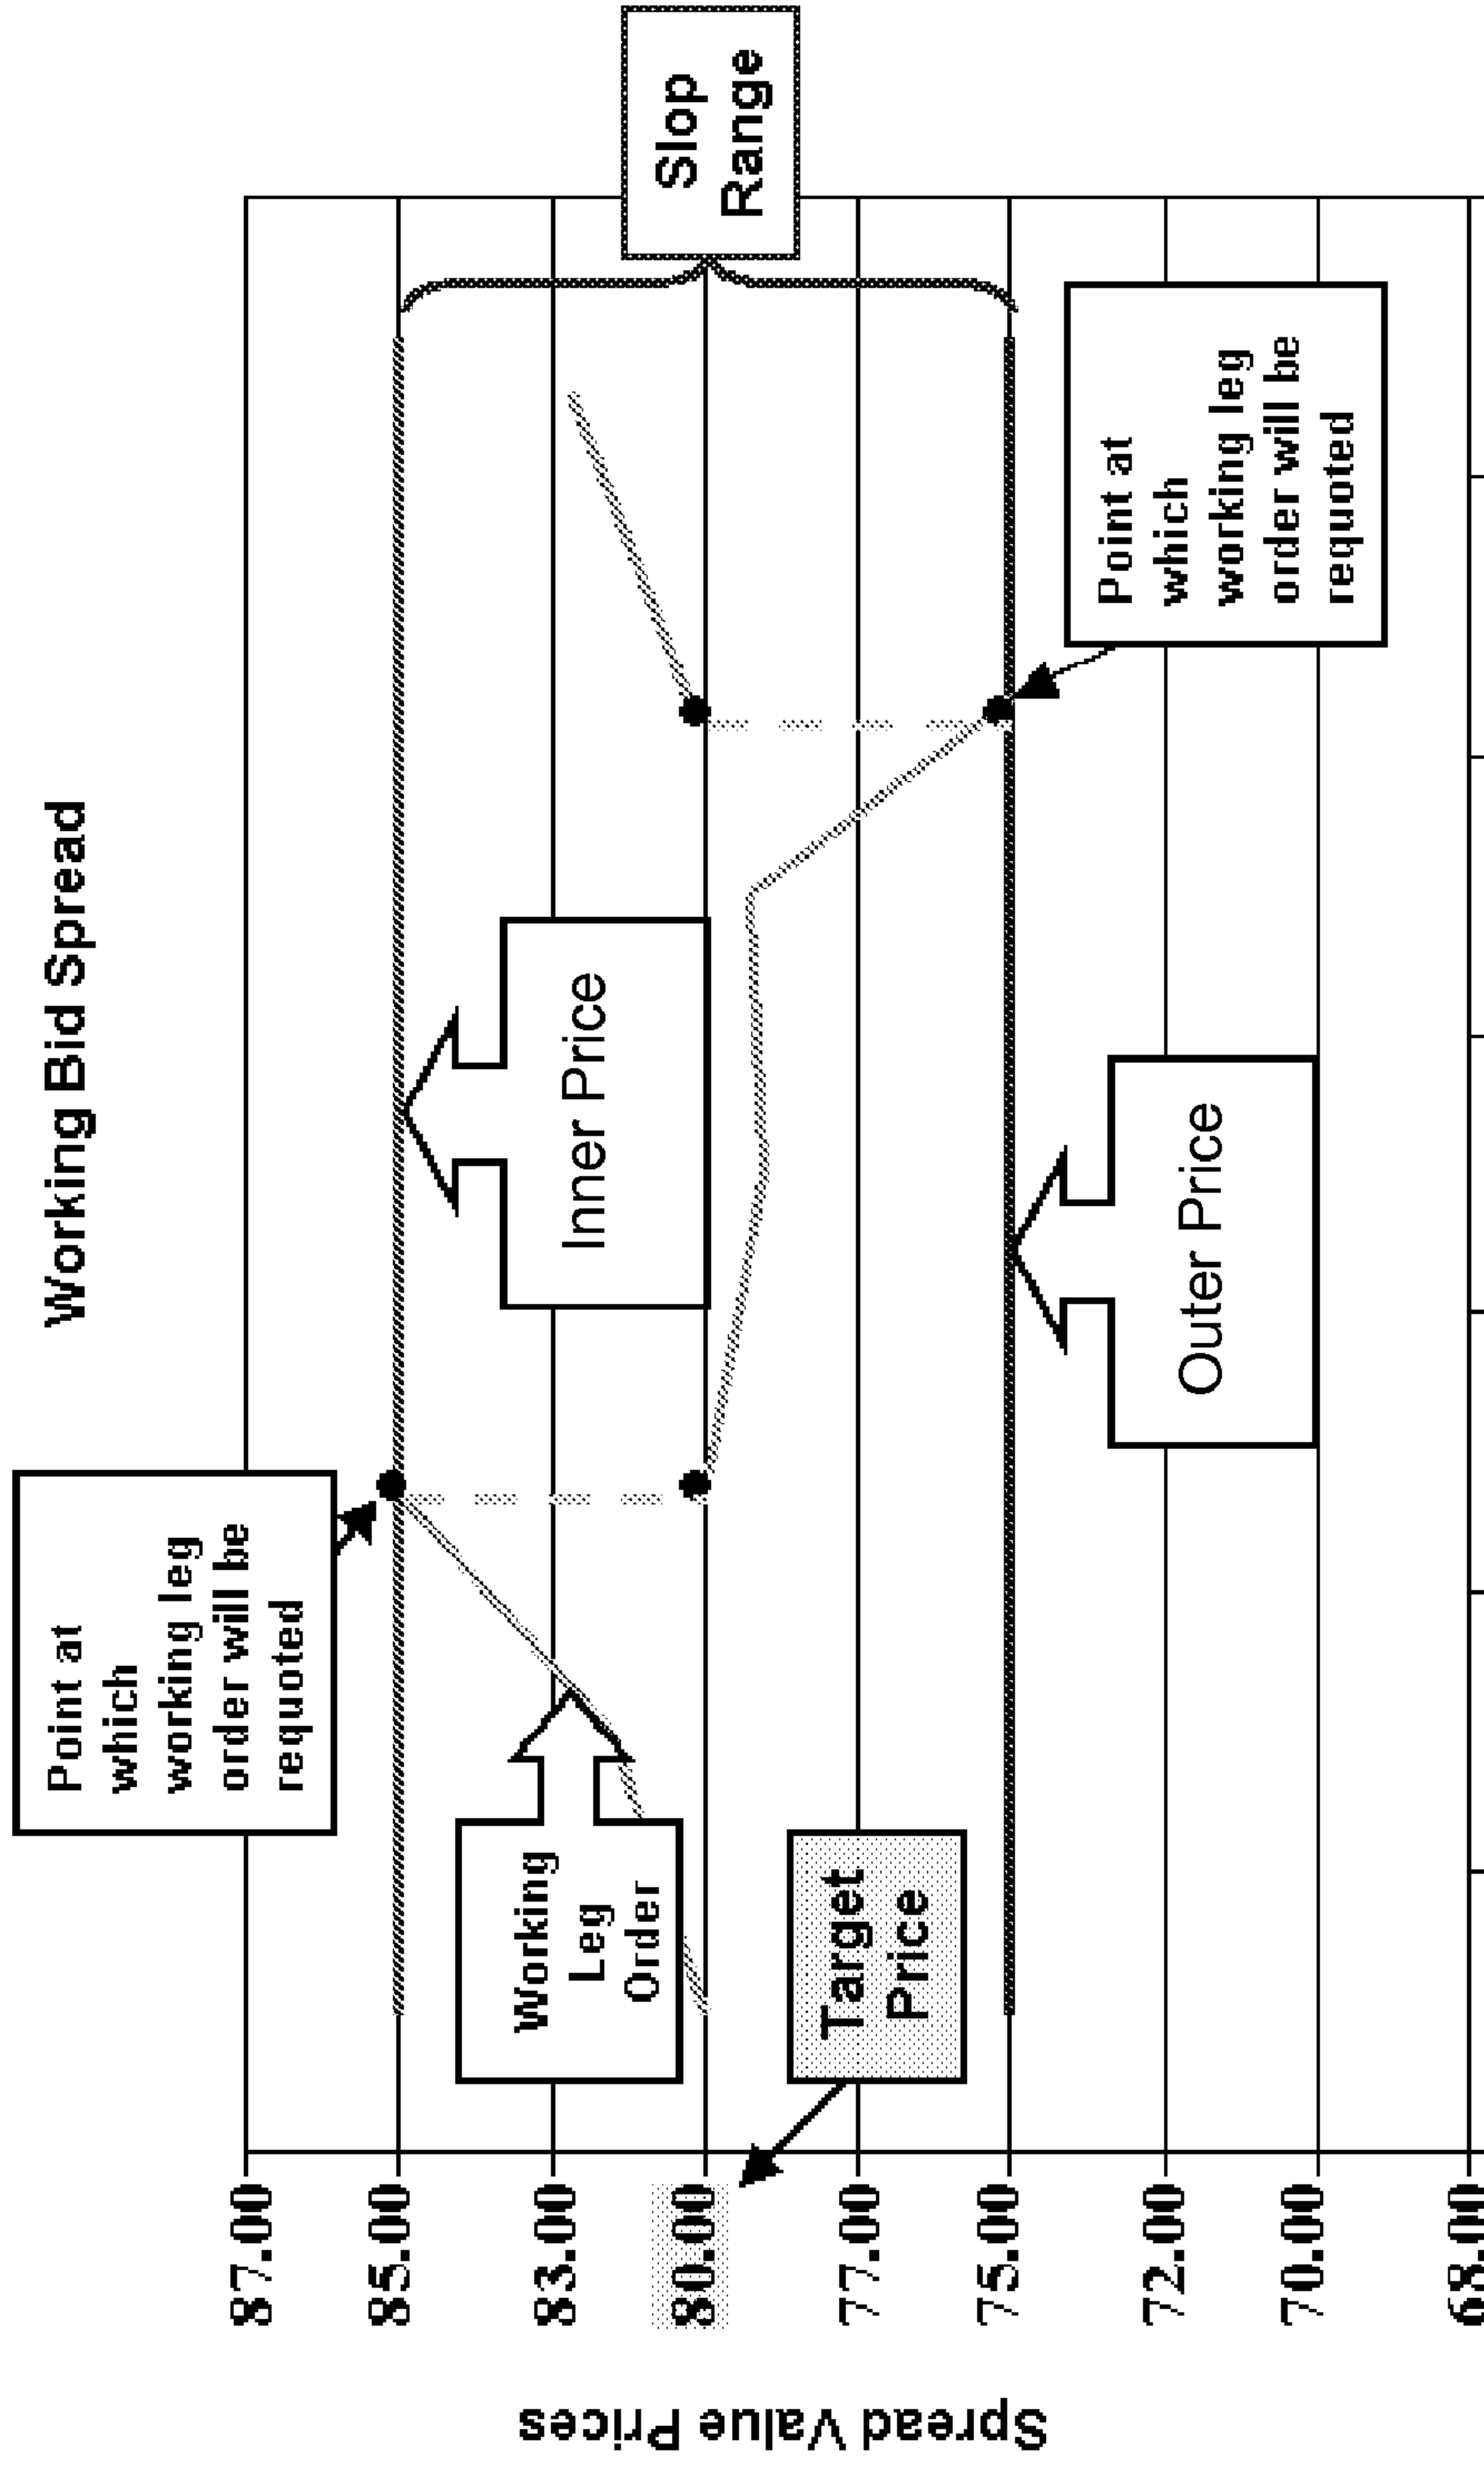 Working Bid Spread
Point at
which
working leg
order will be
requoted
87.00
85.00
83.00
80.00
77.00
75.00
72.00
70.00
68.00
Spread Value Prices
Working
Leg
Order
Target
Price
Inner Price
Outer Price
Slop
Range
Point at
which
working leg
order will be
requoted